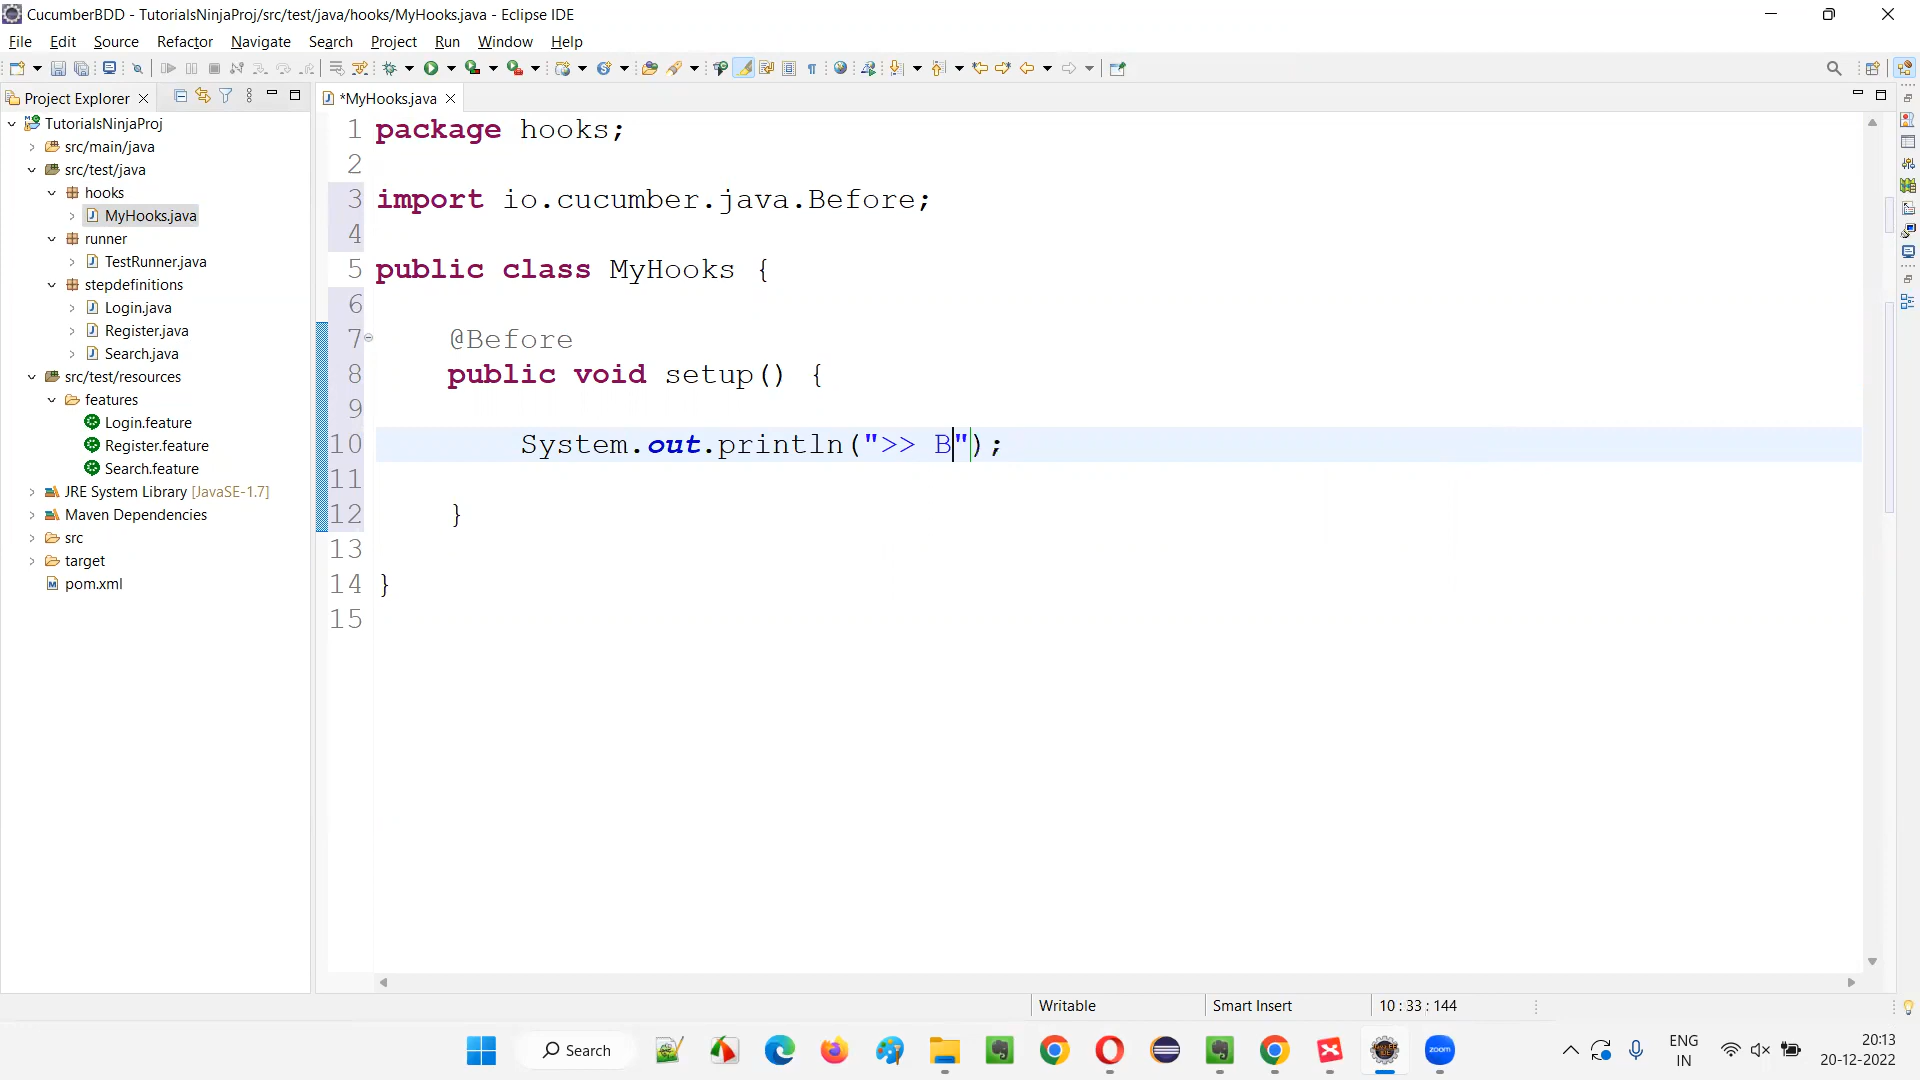 CucumberBDD - TutorialsNinjaProj/src/test/java/hooks/MyHooks.java - Eclipse IDE
File Edit Source Refactor Navigate Search Project Run Window Help
Project Explorer
*MyHooks.java
TutorialsNinjaProj
src/main/java
src/test/java
hooks
MyHooks.java
runner
TestRunner.java
stepdefinitions
Login.java
Register.java
Search.java
src/test/resources
features
Login.feature
Register.feature
Search.feature
JRE System Library [JavaSE-1.7]
Maven Dependencies
src
target
pom.xml
1 package hooks;
2
3 import io.cucumber.java.Before;
4
5 public class MyHooks {
6
7 @Before
8 public void setup() {
9
10 System.out.println(">> B");
11
12 }
13
14 }
15
Writable Smart Insert 10 : 33 : 144
Search
zoom
ENG
IN
20:13
20-12-2022